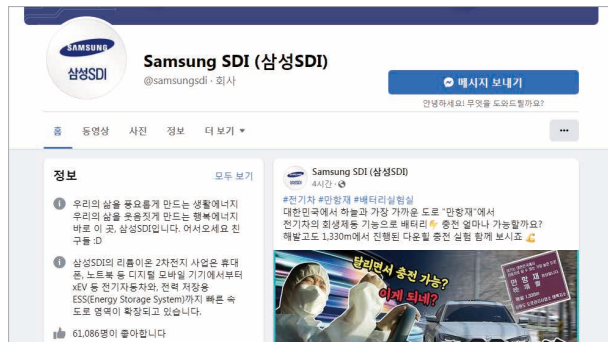 SAMSUNG
삼성SDI
Samsung SDI (삼성SDI)
@samsungsdi · 회사
메시지 보내기
안녕하세요! 무엇을 도와드릴까요?
홈 동영상 사진 정보 더 보기
정보 모두 보기
우리의 삶을 풍요롭게 만드는 생활에너지
우리의 삶을 웃음짓게 만드는 행복에너지
바로 이 곳, 삼성SDI입니다. 어서오세요 친
구들 :D
삼성SDI의 리튬이온 2차전지 사업은 휴대
폰, 노트북 등 디지털 모바일 기기에서부터
xEV 등 전기자동차와, 전력 저장용
ESS(Energy Storage System)까지 빠른 속
도로 영역이 확장되고 있습니다.
61,086명이 좋아합니다
Samsung SDI (삼성SDI)
4시간 ·
#전기차 #만항재 #배터리실험실
대한민국에서 하늘과 가장 가까운 도로 "만항재"에서
전기차의 회생제동 기능으로 배터리 충전 얼마나 가능할까요?
해발고도 1,330m에서 진행된 다운힐 충전 실험 함께 보시죠
달리면서 충전 가능?
이게 되네?
만항재